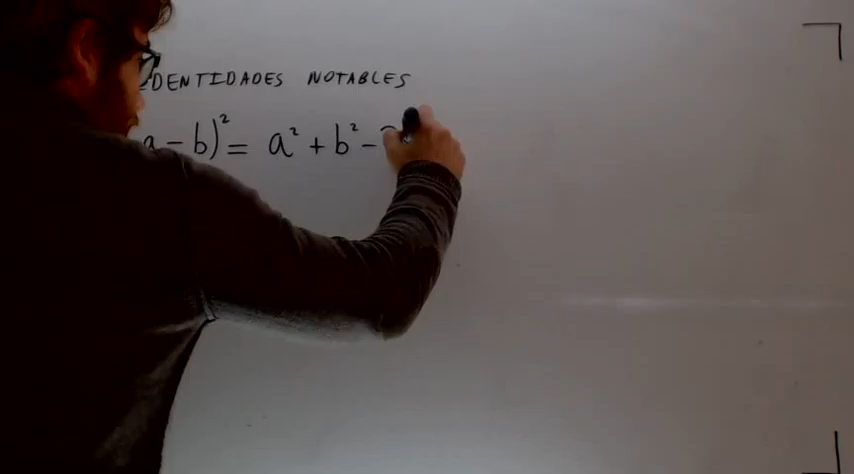 DENTIDADES NOTABLES
a - b)² = a² + b² -